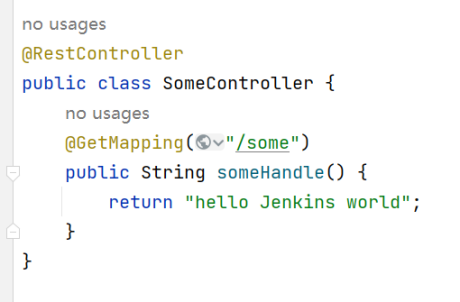 no usages
@RestController
public class SomeController {
no usages
@GetMapping("/some")
public String someHandle() {
return "hello Jenkins world";
}
}